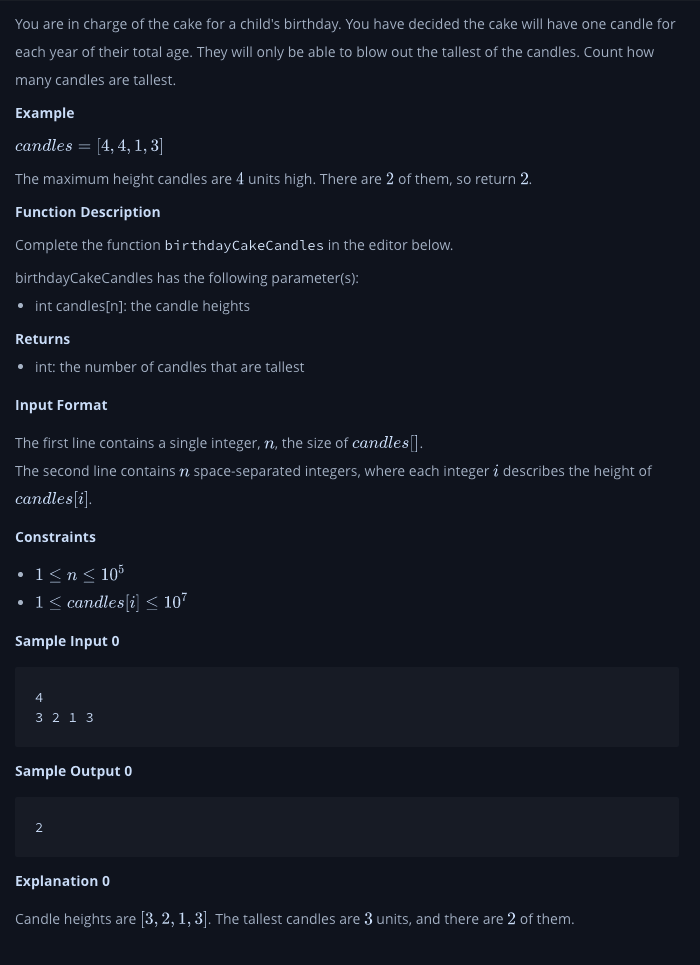 You are in charge of the cake for a child's birthday. You have decided the cake will have one candle for
each year of their total age. They will only be able to blow out the tallest of the candles. Count how
many candles are tallest.
Example
candles = [4, 4, 1, 3]
The maximum height candles are 4 units high. There are 2 of them, so return 2.
Function Description
Complete the function birthdayCakeCandles in the editor below.
birthdayCakeCandles has the following parameter(s):
• int candles[n]: the candle heights
Returns
• int: the number of candles that are tallest
Input Format
The first line contains a single integer, n, the size of candles[].
The second line contains n space-separated integers, where each integer i describes the height of
candles[i].
Constraints
• 1 ≤ n ≤ 10⁵
• 1 ≤ candles[i] ≤ 10⁷
Sample Input 0
4
3 2 1 3
Sample Output 0
2
Explanation 0
Candle heights are [3, 2, 1, 3]. The tallest candles are 3 units, and there are 2 of them.